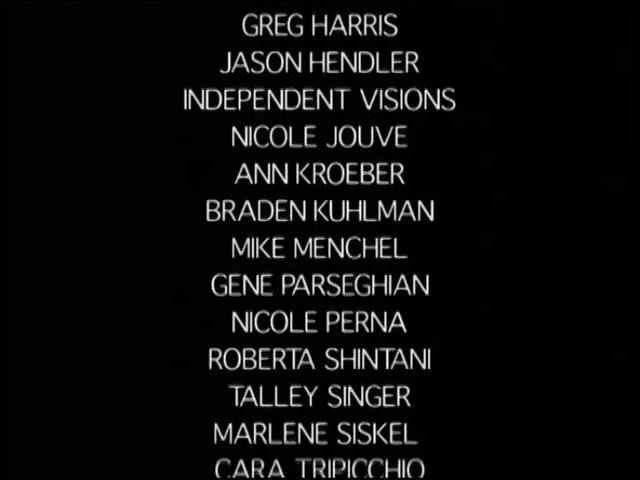 GREG HARRIS
JASON HENDLER
INDEPENDENT VISIONS
NICOLE JOUVE
ANN KROEBER
BRADEN KUHLMAN
MIKE MENCHEL
GENE PARSEGHIAN
NICOLE PERNA
ROBERTA SHINTANI
TALLEY SINGER
MARLENE SISKEL
CARA TRIPICCHIO